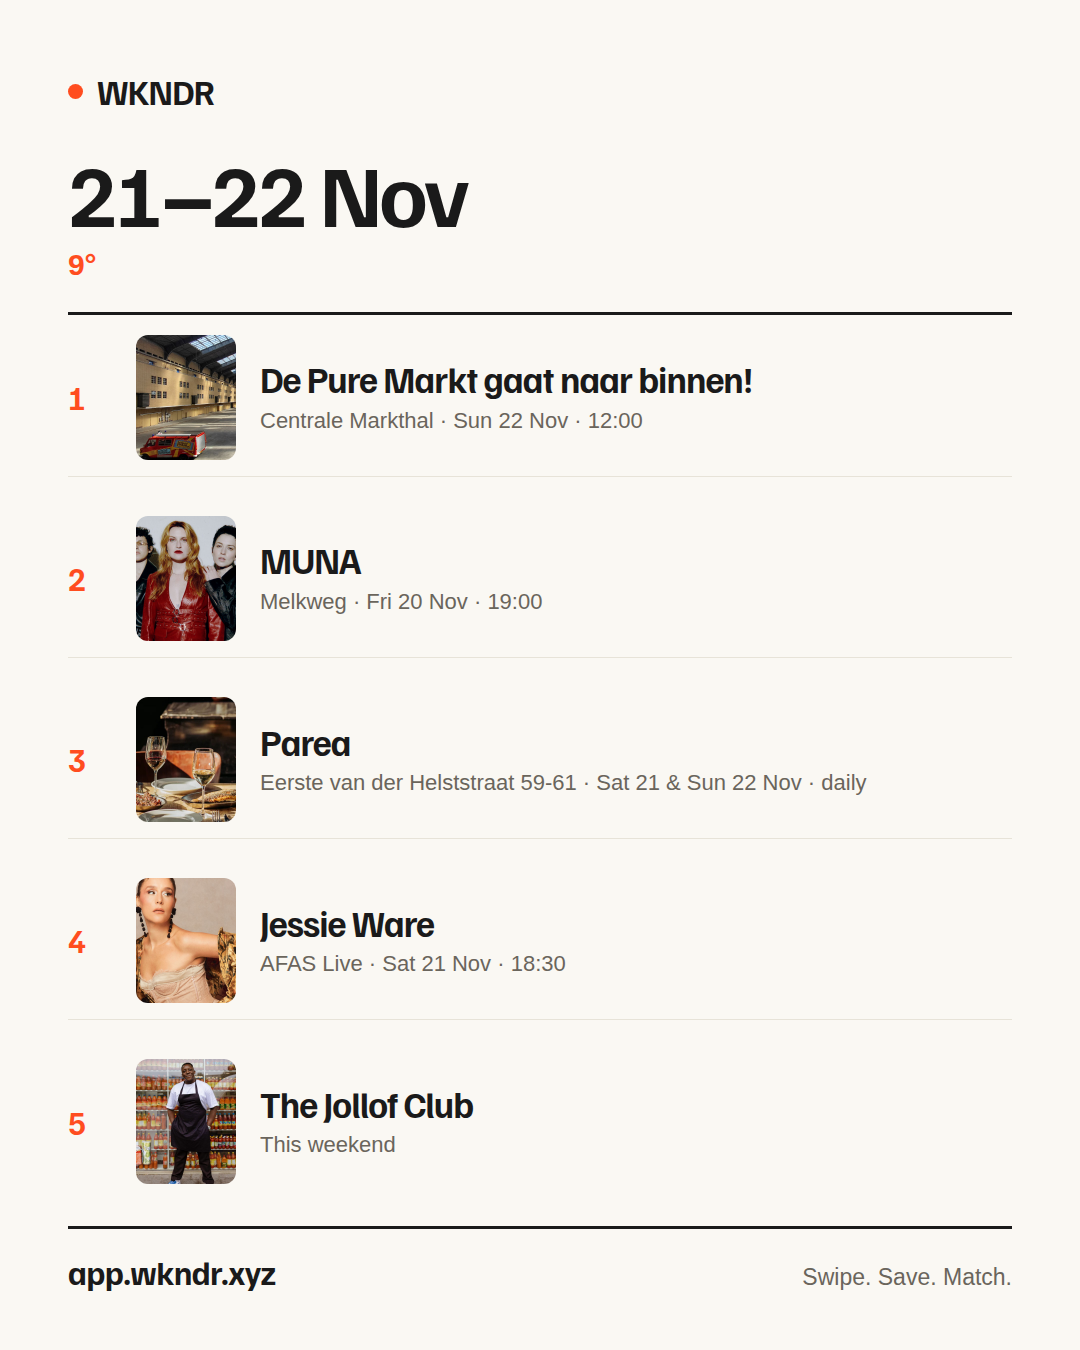 WKNDR
21–22 Nov
9°
1
De Pure Markt gaat naar binnen!
Centrale Markthal · Sun 22 Nov · 12:00
2
MUNA
Melkweg · Fri 20 Nov · 19:00
3
Parea
Eerste van der Helststraat 59-61 · Sat 21 & Sun 22 Nov · daily
4
Jessie Ware
AFAS Live · Sat 21 Nov · 18:30
5
The Jollof Club
This weekend
app.wkndr.xyz
Swipe. Save. Match.